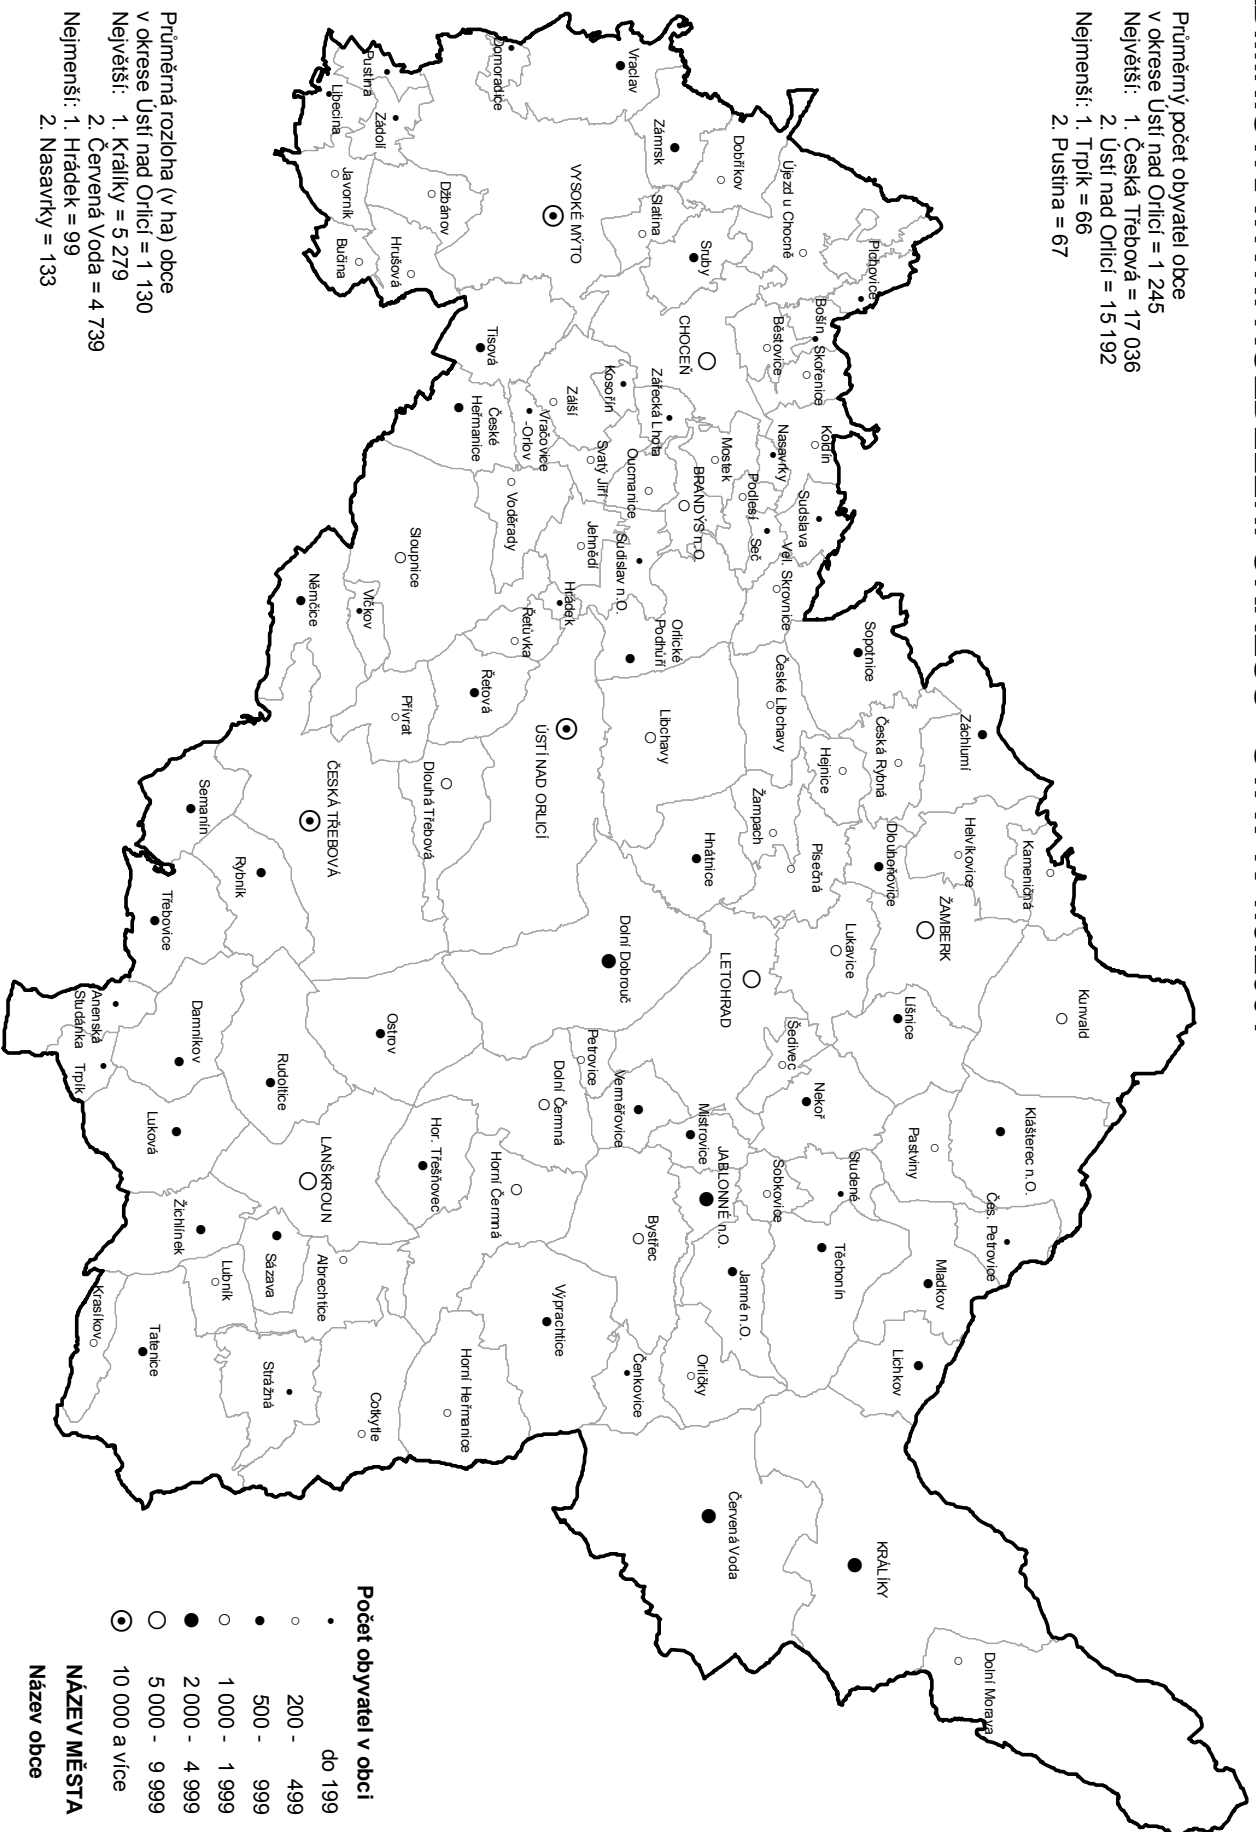 Průměrný počet obyvatel obce
v okrese Ústí nad Orlicí = 1 245
Největší: 1. Česká Třebová = 17 036
2. Ústí nad Orlicí = 15 192
Nejmenší: 1. Trpík = 66
2. Pustina = 67
Kameničná
Kunvald
Klášterec n.O.
Čes. Petrovice
Dolní Morava
Záchlumí
Helvíkovice
ŽAMBERK
Líšnice
Pastviny
Mladkov
Lichkov
KRÁLÍKY
Sopotnice
Česká Rybná
Dlouhoňovice
Hejnice
Písečná
Lukavice
Studené
Těchonín
Plchovice
Bošín
Skořenice
Koldín
Sudslava
Újezd u Chocně
Běstovice
Nasavrky
Podlesí
Seč
Vel. Skrovnice
České Libchavy
Žampach
Šedivec
Nekoř
Sobkovice
Dobříkov
Sruby
CHOCEŇ
Mostek
BRANDÝS n.O.
Hnátnice
LETOHRAD
Mistrovice
JABLONNÉ n.O.
Jamné n.O.
Orličky
Červená Voda
Zámrsk
Slatina
Zářecká Lhota
Oucmanice
Sudislav n.O.
Orlické
Podhůří
Libchavy
Dolní Dobrouč
Verměřovice
Bystřec
Čenkovice
Vraclav
VYSOKÉ MÝTO
Kosořín
Zálší
Svatý Jiří
Jehnědí
Hrádek
ÚSTÍ NAD ORLICÍ
Petrovice
Dolní Čermná
Výprachtice
Domoradice
Tisová
Vračovice
-Orlov
České
Heřmanice
Voděrady
Řetůvka
Řetová
Horní Čermná
Horní Heřmanice
Džbánov
Hrušová
Sloupnice
Vlčkov
Přívrat
Dlouhá Třebová
Ostrov
Hor. Třešňovec
Cotkytle
Pustina
Zádolí
Libecina
Javorník
Bučina
Němčice
ČESKÁ TŘEBOVÁ
Rudoltice
LANŠKROUN
Albrechtice
Sázava
Strážná
Semanín
Rybník
Třebovice
Damníkov
Luková
Žichlínek
Lubník
Tatenice
Krasíkov
Anenská
Studánka
Trpík
Průměrná rozloha (v ha) obce
v okrese Ústí nad Orlicí = 1 130
Největší: 1. Králíky = 5 279
2. Červená Voda = 4 739
Nejmenší: 1. Hrádek = 99
2. Nasavrky = 133
Počet obyvatel v obci
do 199
200 - 499
500 - 999
1 000 - 1 999
2 000 - 4 999
5 000 - 9 999
10 000 a více
NÁZEV MĚSTA
Název obce